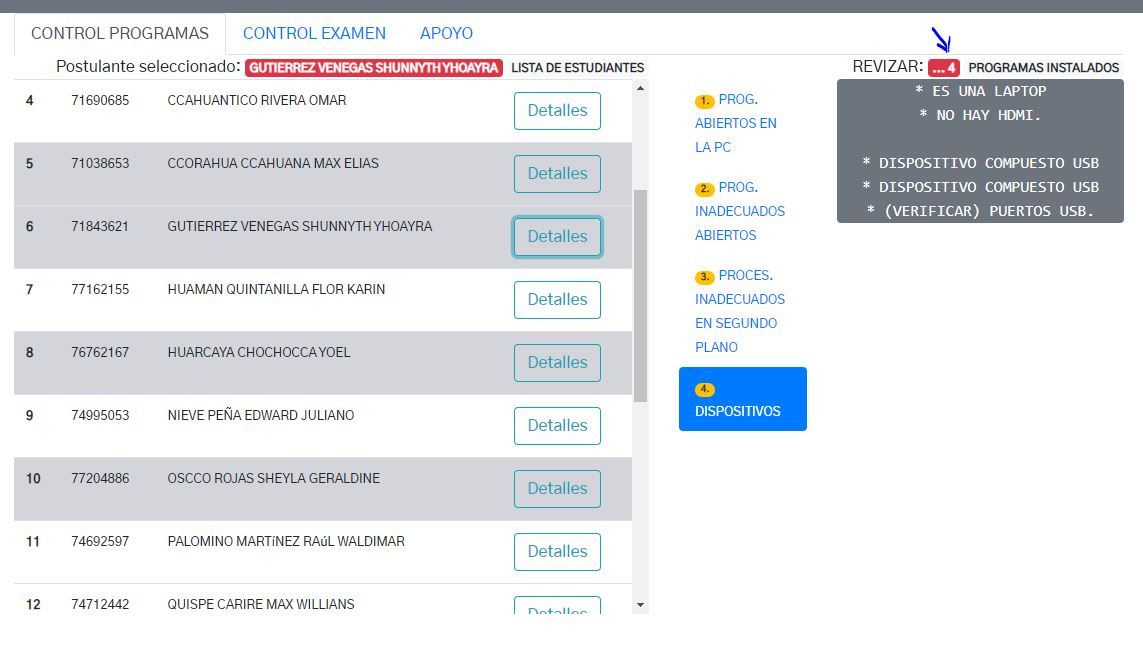 CONTROL PROGRAMAS CONTROL EXAMEN APOYO
Postulante seleccionado: GUTIERREZ VENEGAS SHUNNYTH YHOAYRA LISTA DE ESTUDIANTES
4 71690685 CCAHUANTICO RIVERA OMAR Detalles
5 71038653 CCORAHUA CCAHUANA MAX ELIAS Detalles
6 71843621 GUTIERREZ VENEGAS SHUNNYTH YHOAYRA Detalles
7 77162155 HUAMAN QUINTANILLA FLOR KARIN Detalles
8 76762167 HUARCAYA CHOCHOCCA YOEL Detalles
9 74995053 NIEVE PEÑA EDWARD JULIANO Detalles
10 77204886 OSCCO ROJAS SHEYLA GERALDINE Detalles
11 74692597 PALOMINO MARTíNEZ RAúL WALDIMAR Detalles
12 74712442 QUISPE CARIRE MAX WILLIANS Detalles
1. PROG.
ABIERTOS EN
LA PC
2. PROG.
INADECUADOS
ABIERTOS
3. PROCES.
INADECUADOS
EN SEGUNDO
PLANO
4.
DISPOSITIVOS
REVIZAR: ... 4 PROGRAMAS INSTALADOS
* ES UNA LAPTOP
* NO HAY HDMI.
* DISPOSITIVO COMPUESTO USB
* DISPOSITIVO COMPUESTO USB
* (VERIFICAR) PUERTOS USB.